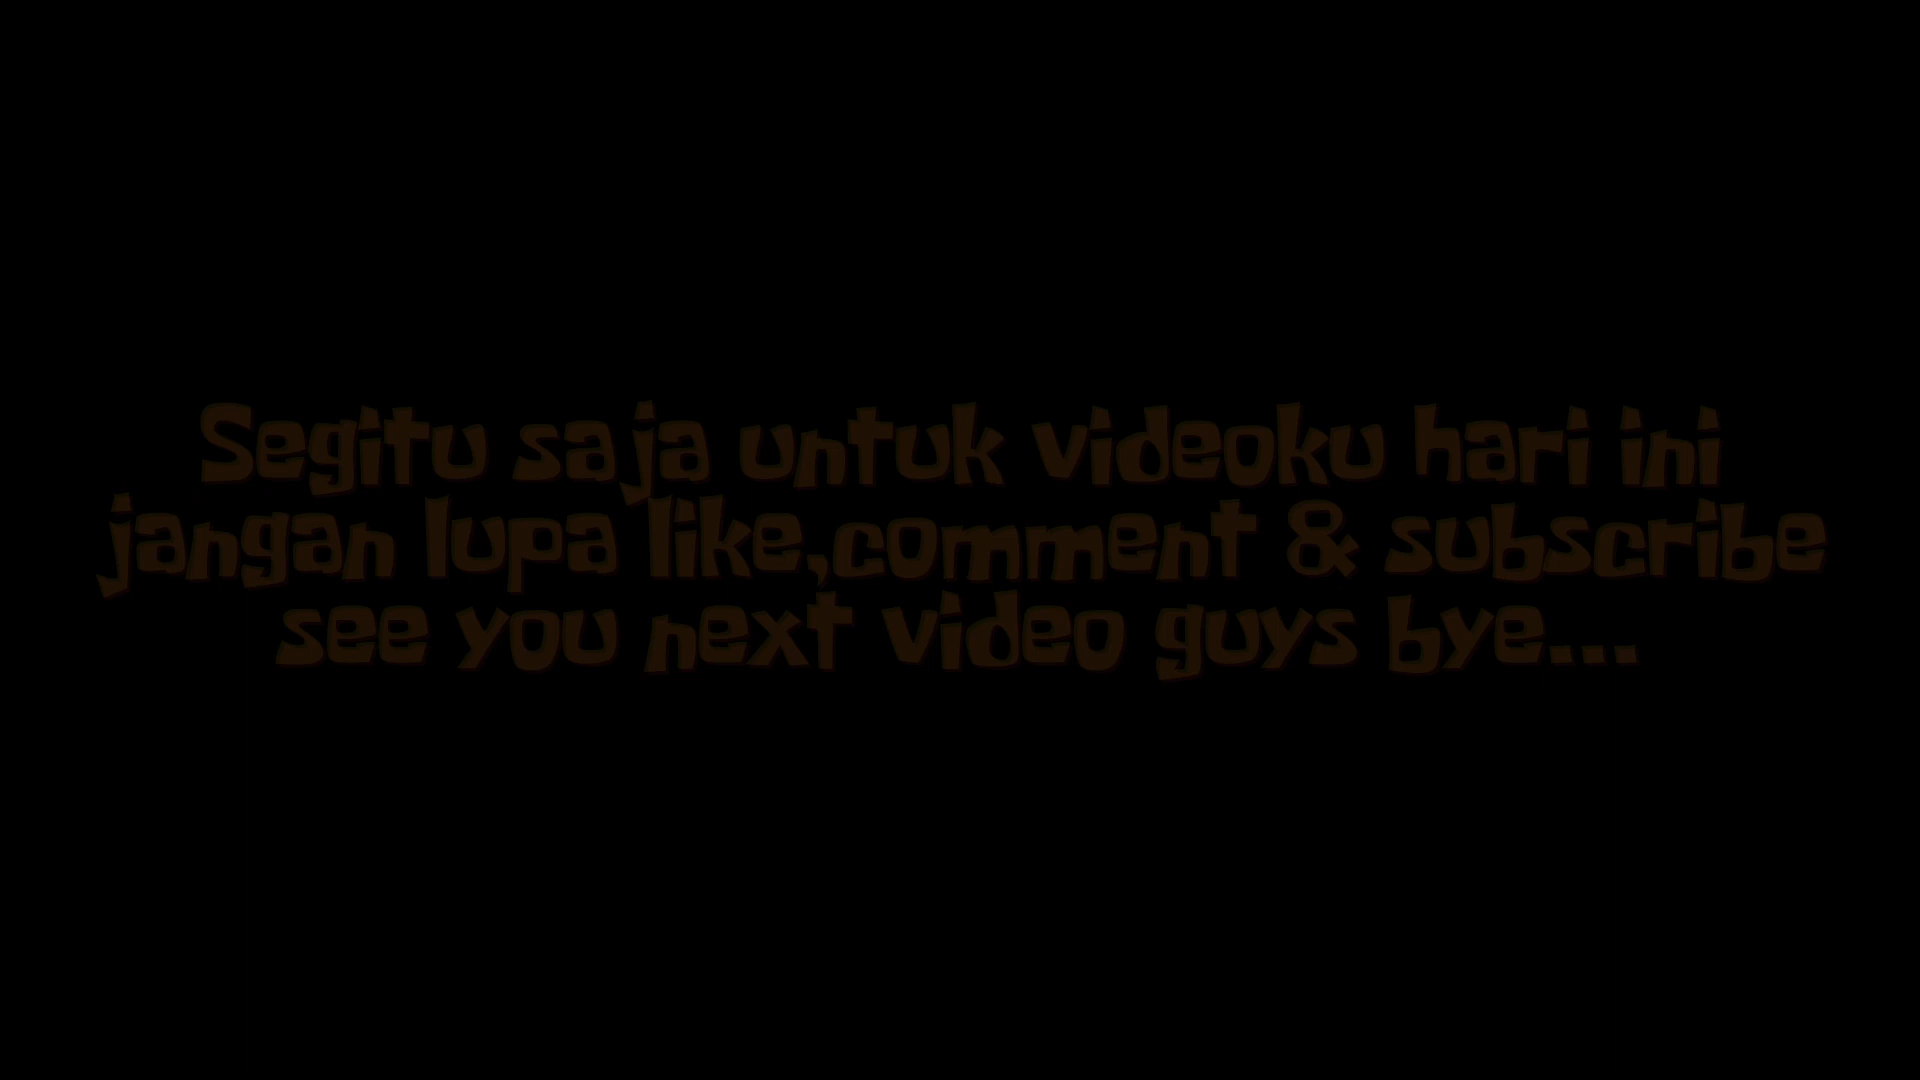 Segitu saja untuk videoku hari ini
jangan lupa like,comment & subscribe
see you next video guys bye...